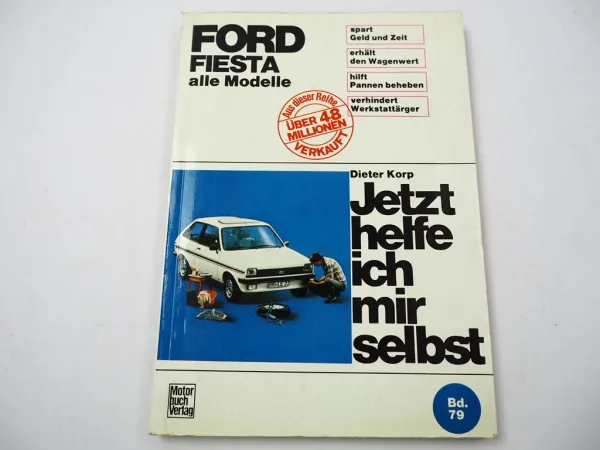 FORD
FIESTA
alle Modelle
spart
Geld und Zeit
erhält
den Wagenwert
hilft
Pannen beheben
verhindert
Werkstattärger
Aus dieser Reihe
ÜBER 4,8
MILLIONEN
VERKAUFT
Dieter Korp
Jetzt
helfe
ich
mir
selbst
Motor
buch
Verlag
Bd.
79